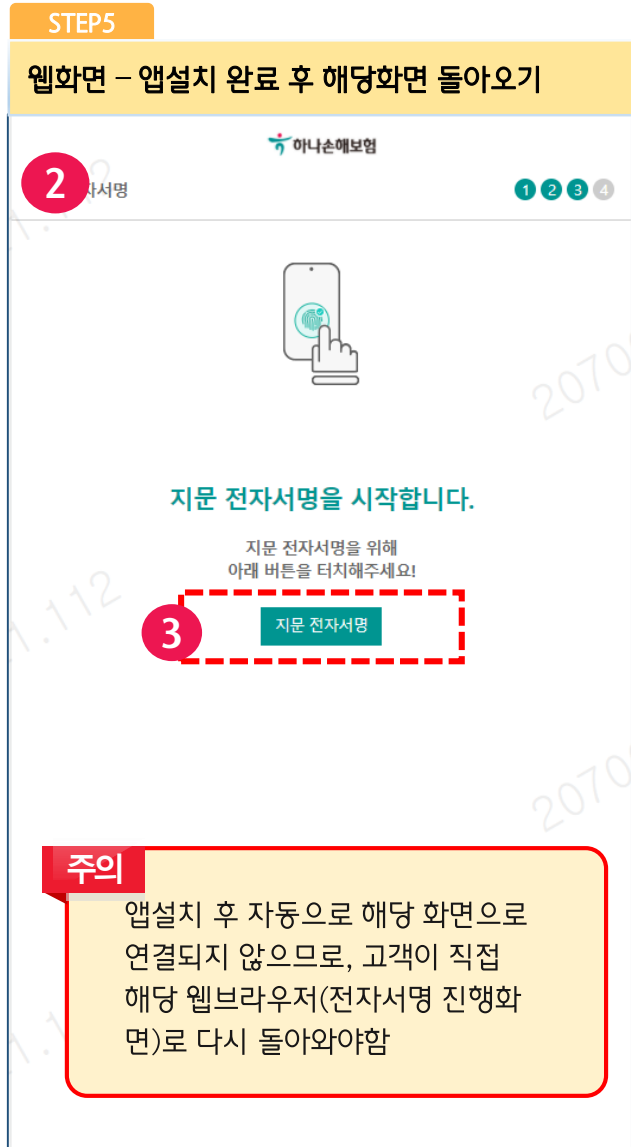 STEP5
웹화면 – 앱설치 완료 후 해당화면 돌아오기
하나손해보험
2 자서명
1 2 3 4
지문 전자서명을 시작합니다.
지문 전자서명을 위해
아래 버튼을 터치해주세요!
3 지문 전자서명
주의
앱설치 후 자동으로 해당 화면으로
연결되지 않으므로, 고객이 직접
해당 웹브라우저(전자서명 진행화
면)로 다시 돌아와야함